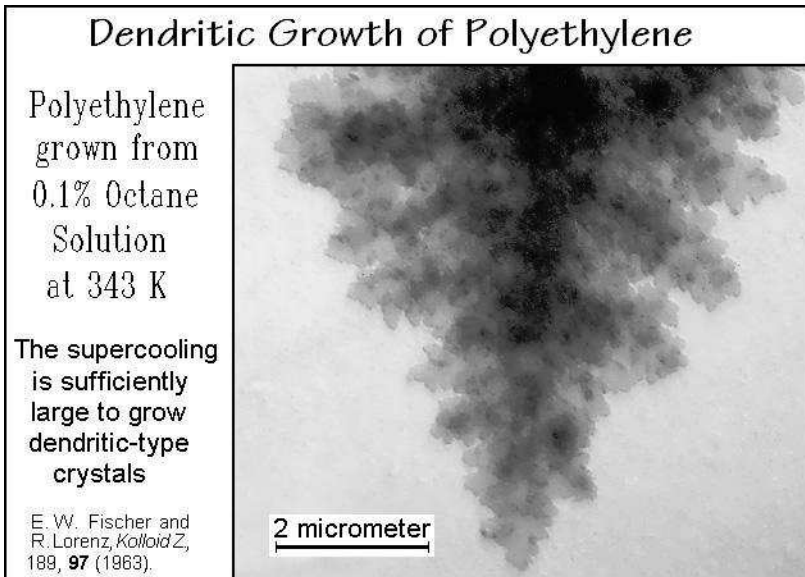 Dendritic Growth of Polyethylene
Polyethylene
grown from
0.1% Octane
Solution
at 343 K
The supercooling
is sufficiently
large to grow
dendritic-type
crystals
E. W. Fischer and
R. Lorenz, Kolloid Z,
189, 97 (1963).
2 micrometer